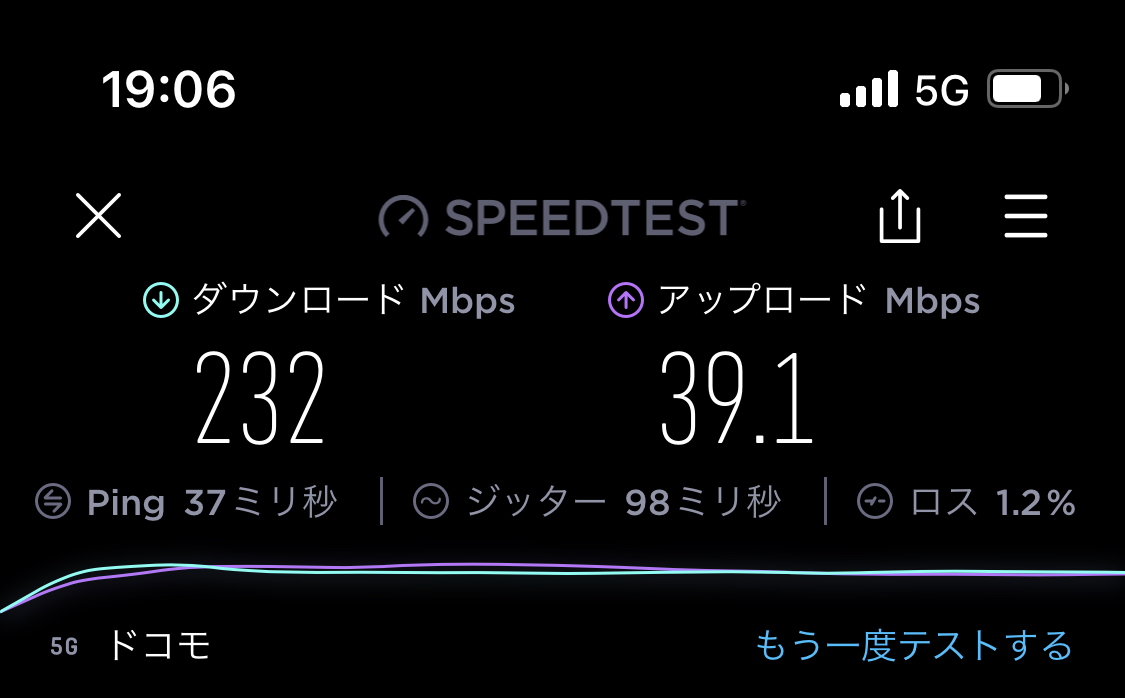 19:06 5G
SPEEDTEST
ダウンロード Mbps アップロード Mbps
232 39.1
Ping 37ミリ秒 ジッター 98ミリ秒 ロス 1.2%
5G ドコモ もう一度テストする